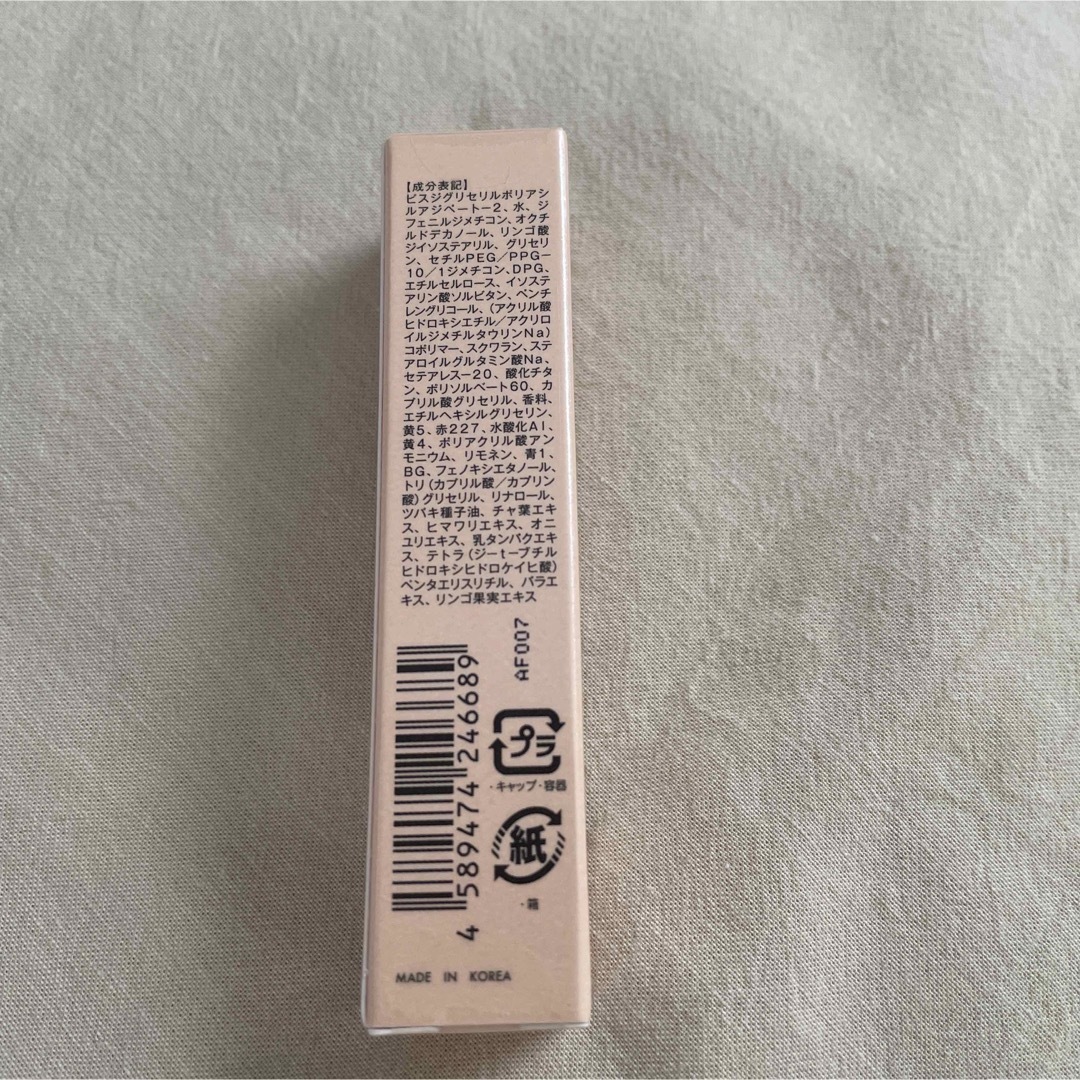 【成分表記】
ビスジグリセリルポリアシ
ルアジペート-2、水、ジ
フェニルジメチコン、オクチ
ルドデカノール、リンゴ酸
ジイソステアリル、グリセリ
ン、セチルPEG/PPG-
10/1ジメチコン、DPG、
エチルセルロース、イソステ
アリン酸ソルビタン、ペンチ
レングリコール、(アクリル酸
ヒドロキシエチル/アクリロ
イルジメチルタウリンNa)
コポリマー、スクワラン、ステ
アロイルグルタミン酸Na、
セテアレス-20、酸化チタ
ン、ポリソルベート60、カ
プリル酸グリセリル、香料、
エチルヘキシルグリセリン、
黄5、赤227、水酸化Al、
黄4、ポリアクリル酸アン
モニウム、リモネン、青1、
BG、フェノキシエタノール、
トリ(カプリル酸/カプリン
酸)グリセリル、リナロール、
ツバキ種子油、チャ葉エキ
ス、ヒマワリエキス、オニ
ユリエキス、乳タンパクエキ
ス、テトラ(ジ-t-ブチル
ヒドロキシヒドロケイヒ酸)
ペンタエリスリチル、バラエ
キス、リンゴ果実エキス
AF007
4 589474 246689
プラ
・キャップ・容器
紙
・箱
MADE IN KOREA